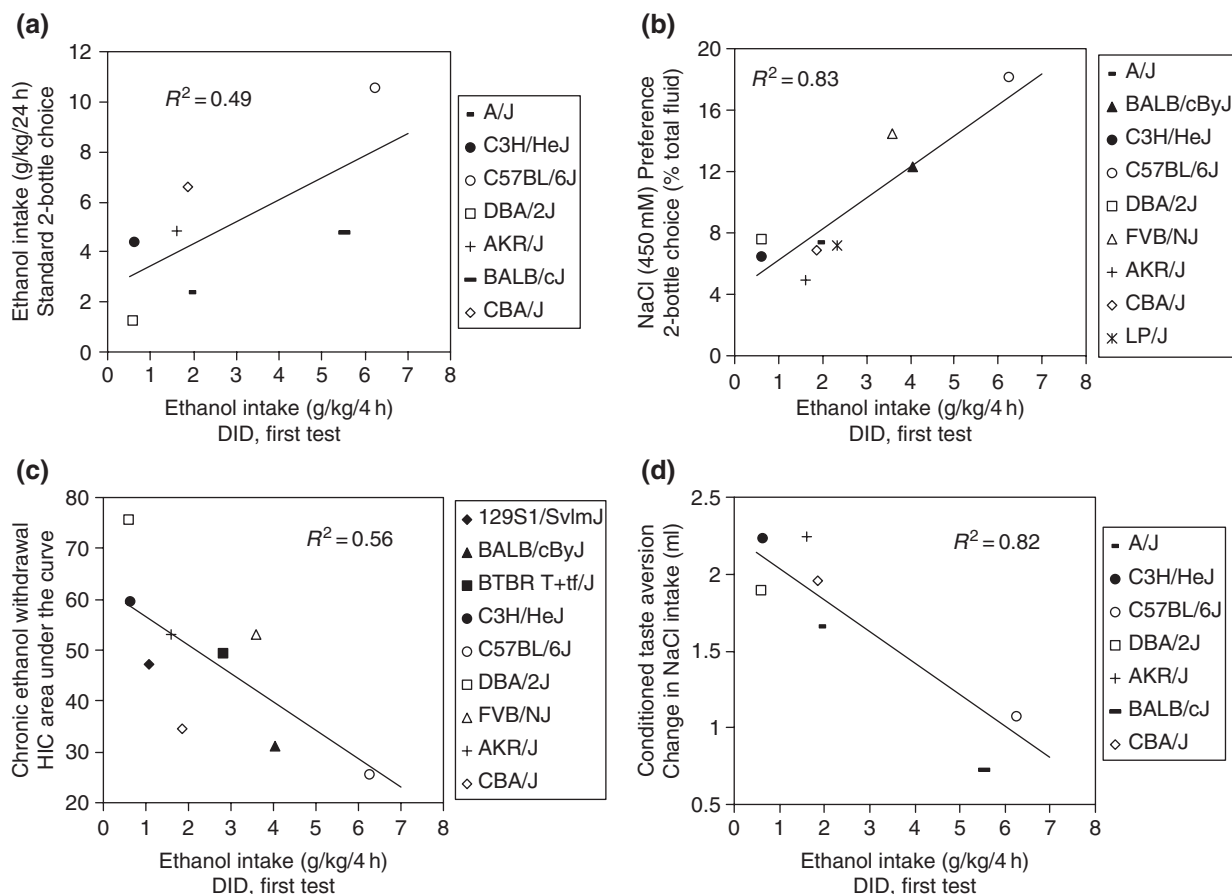 (a)
Ethanol intake (g/kg/24 h)
Standard 2-bottle choice
12
10
8
6
4
2
0
R² = 0.49
0 1 2 3 4 5 6 7 8
Ethanol intake (g/kg/4 h)
DID, first test
A/J
C3H/HeJ
C57BL/6J
DBA/2J
AKR/J
BALB/cJ
CBA/J
(b)
NaCl (450 mM) Preference
2-bottle choice (% total fluid)
20
16
12
8
4
0
R² = 0.83
0 1 2 3 4 5 6 7 8
Ethanol intake (g/kg/4 h)
DID, first test
A/J
BALB/cByJ
C3H/HeJ
C57BL/6J
DBA/2J
FVB/NJ
AKR/J
CBA/J
LP/J
(c)
Chronic ethanol withdrawal
HIC area under the curve
80
70
60
50
40
30
20
R² = 0.56
0 1 2 3 4 5 6 7 8
Ethanol intake (g/kg/4 h)
DID, first test
129S1/SvImJ
BALB/cByJ
BTBR T+tf/J
C3H/HeJ
C57BL/6J
DBA/2J
FVB/NJ
AKR/J
CBA/J
(d)
Conditioned taste aversion
Change in NaCl intake (ml)
2.5
2
1.5
1
0.5
R² = 0.82
0 1 2 3 4 5 6 7 8
Ethanol intake (g/kg/4 h)
DID, first test
A/J
C3H/HeJ
C57BL/6J
DBA/2J
AKR/J
BALB/cJ
CBA/J